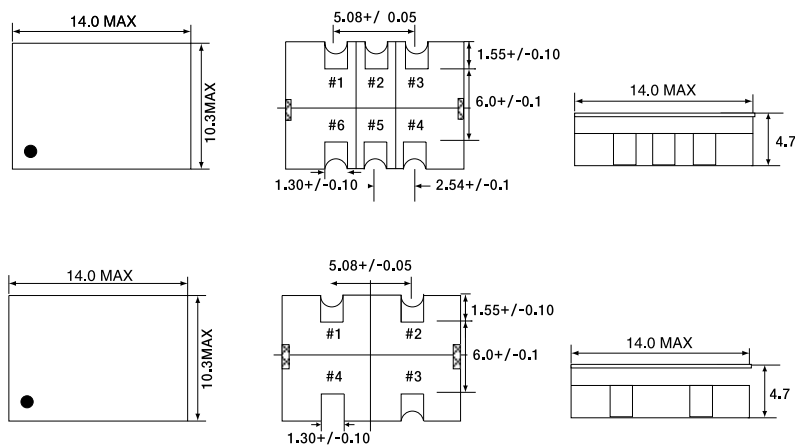 14.0 MAX
10.3MAX
5.08+/ 0.05
1.55+/-0.10
#1 #2 #3
6.0+/-0.1
#6 #5 #4
1.30+/-0.10
2.54+/-0.1
14.0 MAX
4.7
14.0 MAX
10.3MAX
5.08+/-0.05
1.55+/-0.10
#1 #2
6.0+/-0.1
#4 #3
1.30+/-0.10
14.0 MAX
4.7